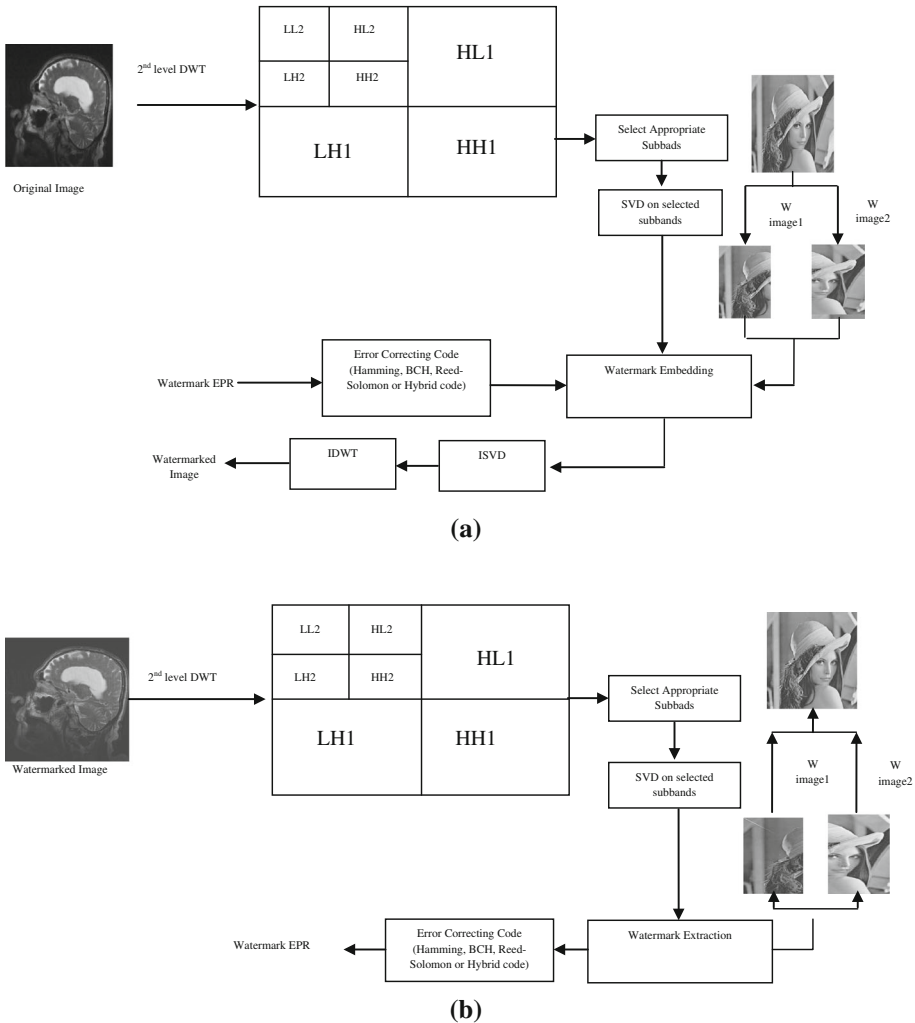 LL2
HL2
HL1
2nd level DWT
LH2
HH2
Select Appropriate
Subbads
LH1
HH1
Original Image
SVD on selected
subbands
W
image1
W
image2
Error Correcting Code
(Hamming, BCH, Reed-
Solomon or Hybrid code)
Watermark Embedding
Watermark EPR
Watermarked
Image
IDWT
ISVD
(a)
LL2
HL2
HL1
2nd level DWT
LH2
HH2
Select Appropriate
Subbads
LH1
HH1
Watermarked Image
SVD on selected
subbands
W
image1
W
image2
Watermark EPR
Error Correcting Code
(Hamming, BCH, Reed-
Solomon or Hybrid code)
Watermark Extraction
(b)